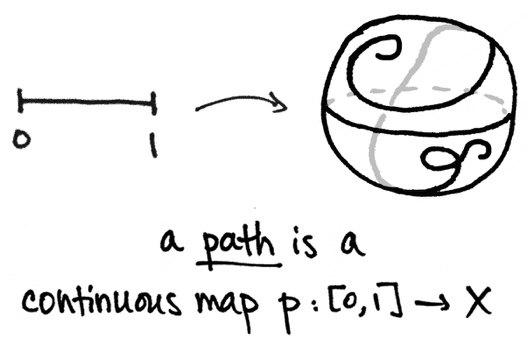 0 1
a path is a
continuous map p:[0,1] → X